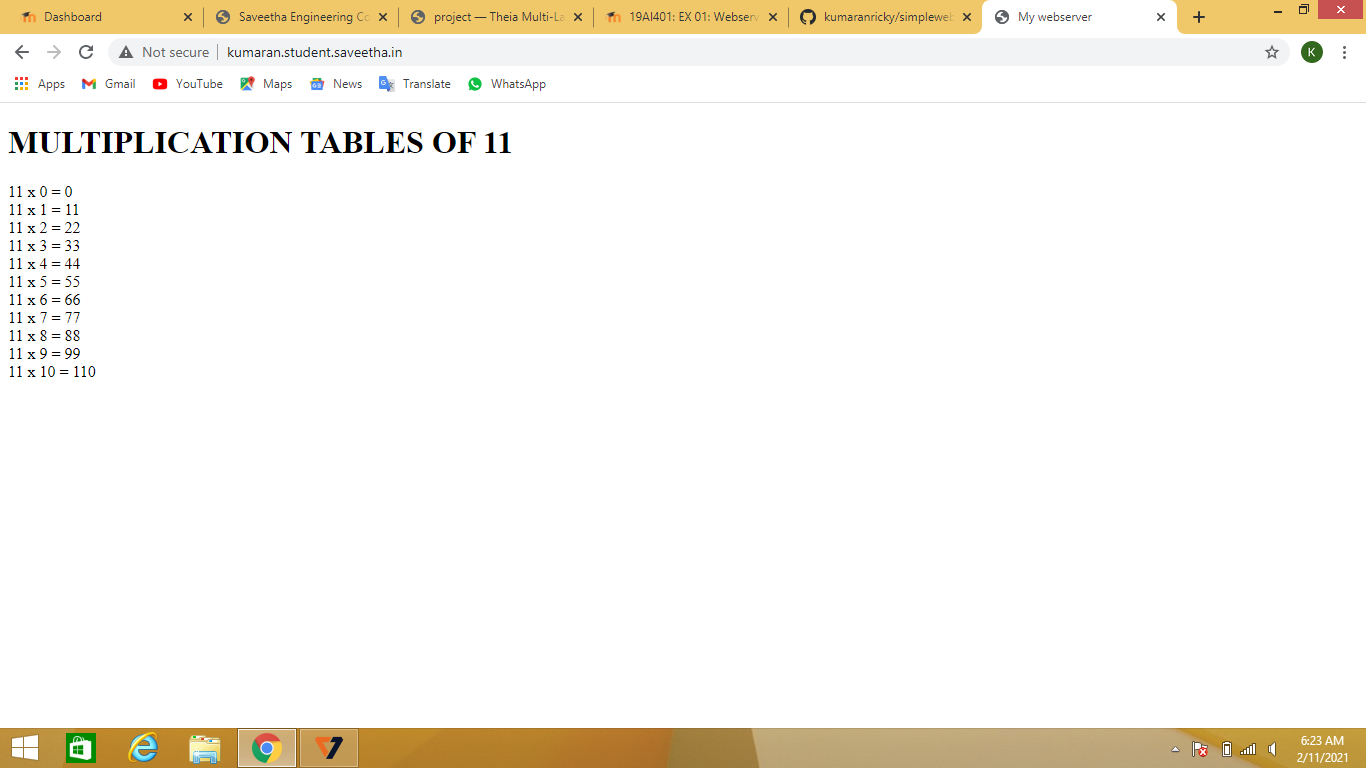 Dashboard
Saveetha Engineering Co
project — Theia Multi-La
19AI401: EX 01: Webserv
kumaranricky/simpleweb
My webserver
Not secure
kumaran.student.saveetha.in
K
Apps
Gmail
YouTube
Maps
News
Translate
WhatsApp
MULTIPLICATION TABLES OF 11
11 x 0 = 0
11 x 1 = 11
11 x 2 = 22
11 x 3 = 33
11 x 4 = 44
11 x 5 = 55
11 x 6 = 66
11 x 7 = 77
11 x 8 = 88
11 x 9 = 99
11 x 10 = 110
6:23 AM
2/11/2021